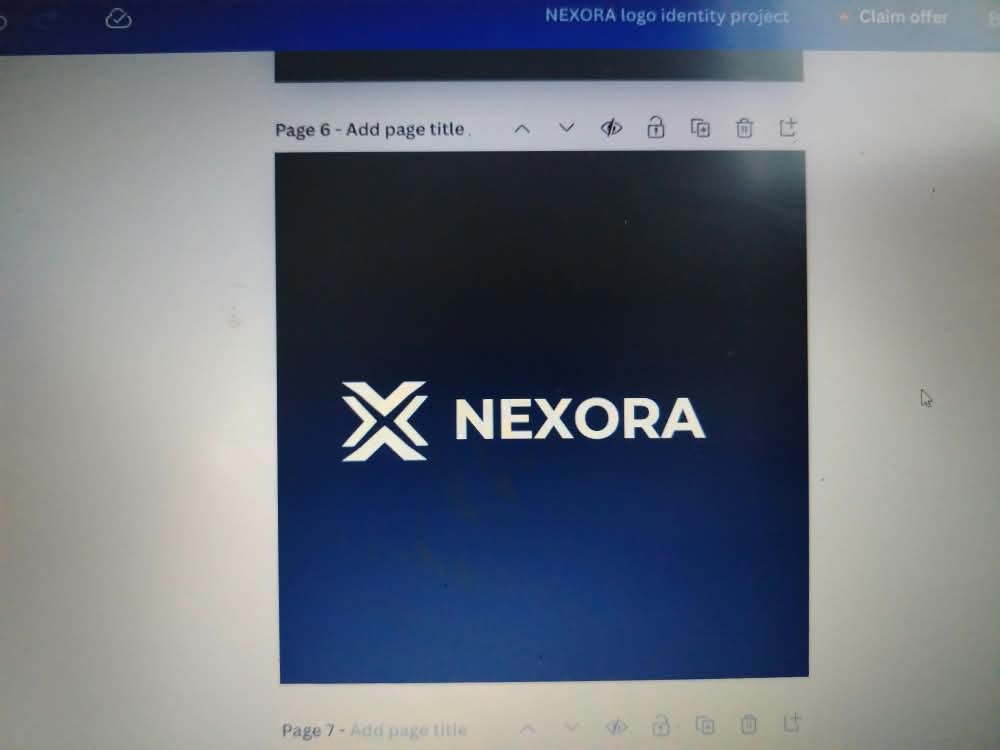 NEXORA logo identity project
Claim offer
Page 6 - Add page title
NEXORA
Page 7 - Add page title